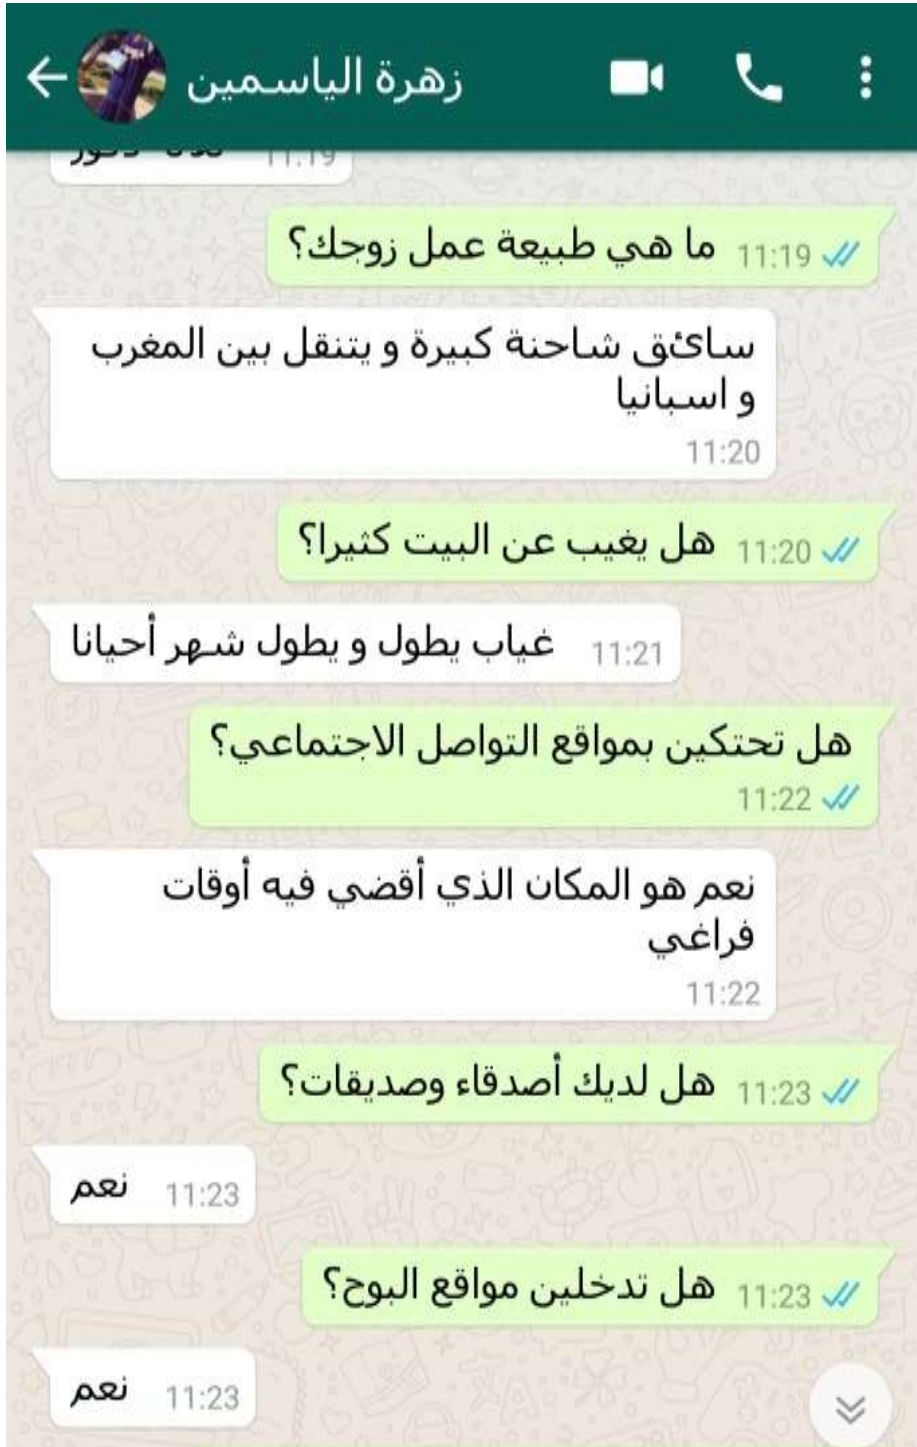 زهرة الياسمين
11:19
ما هي طبيعة عمل زوجك؟ 11:19
سائق شاحنة كبيرة و يتنقل بين المغرب
و اسبانيا
11:20
هل يغيب عن البيت كثيرا؟ 11:20
غياب يطول و يطول شهر أحيانا 11:21
هل تحتكين بمواقع التواصل الاجتماعي؟
11:22
نعم هو المكان الذي أقضي فيه أوقات
فراغي
11:22
هل لديك أصدقاء وصديقات؟ 11:23
نعم 11:23
هل تدخلين مواقع البوح؟ 11:23
نعم 11:23